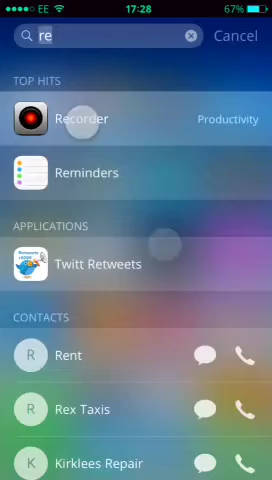 EE 17:28 67%
re Cancel
TOP HITS
Recorder Productivity
Reminders
APPLICATIONS
Twitt Retweets
CONTACTS
R Rent
R Rex Taxis
K Kirklees Repair